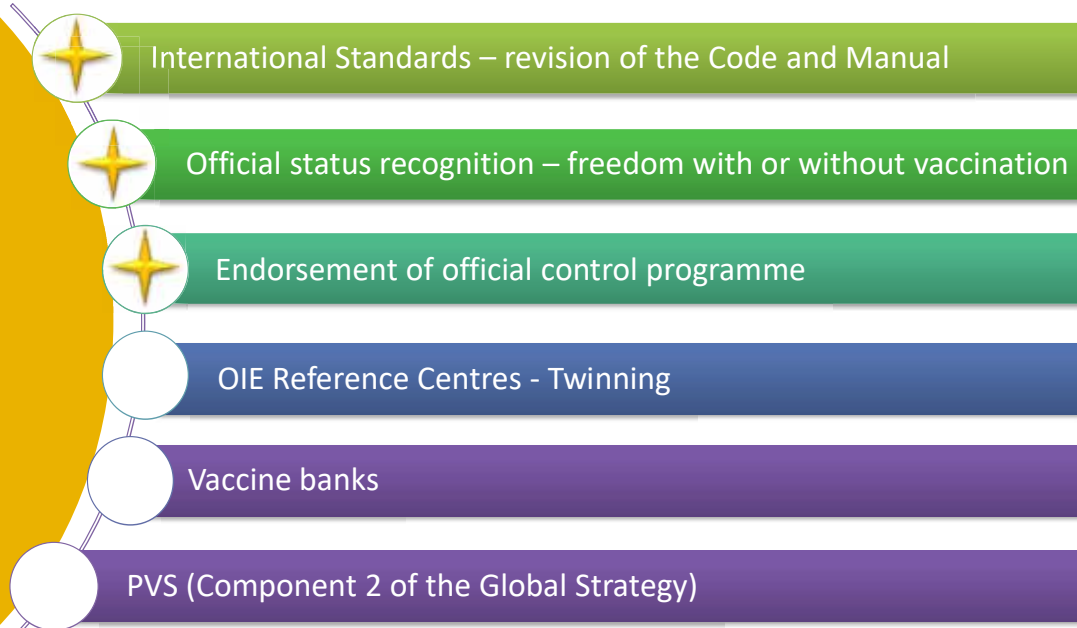 International Standards – revision of the Code and Manual
Official status recognition – freedom with or without vaccination
Endorsement of official control programme
OIE Reference Centres - Twinning
Vaccine banks
PVS (Component 2 of the Global Strategy)